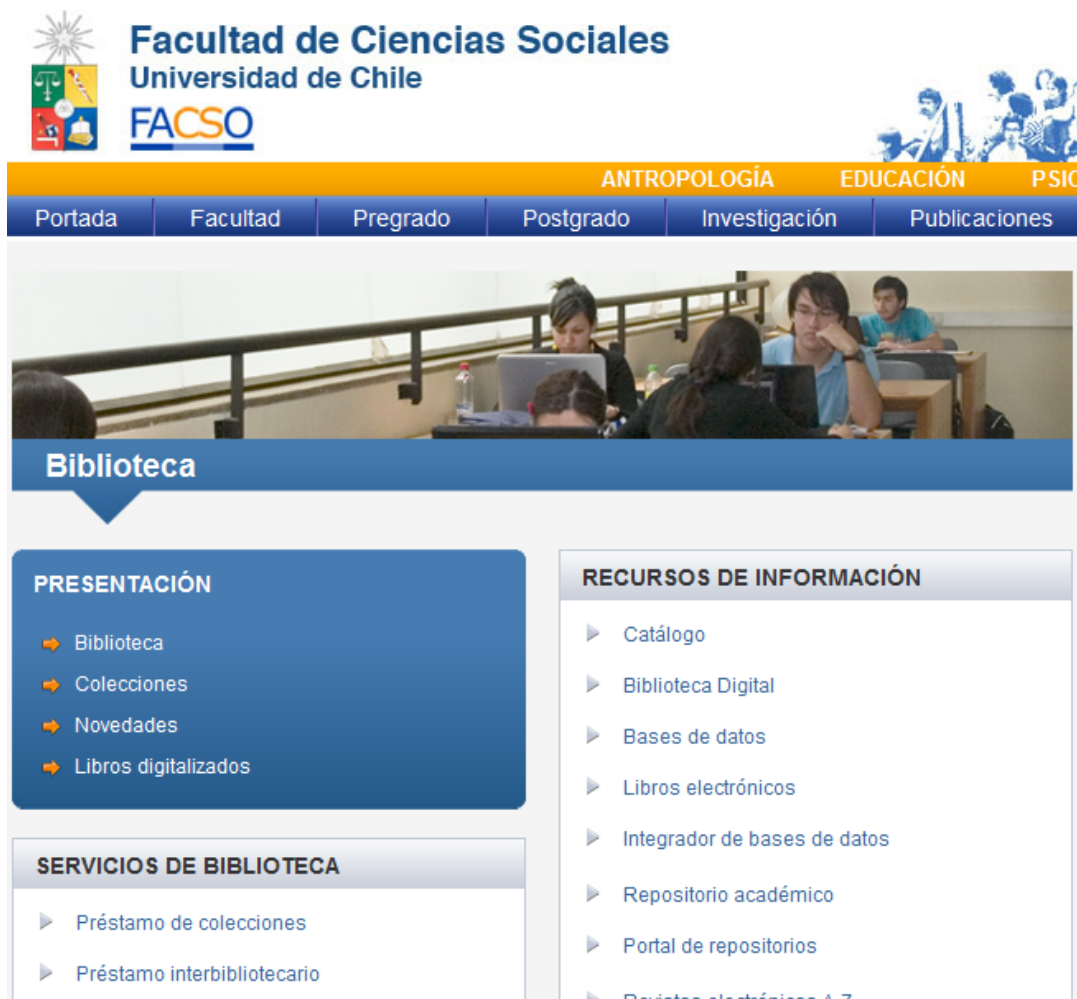 Facultad de Ciencias Sociales
Universidad de Chile
FACSO
ANTROPOLOGÍA EDUCACIÓN
Portada Facultad Pregrado Postgrado Investigación Publicaciones
Biblioteca
PRESENTACIÓN
Biblioteca
Colecciones
Novedades
Libros digitalizados
SERVICIOS DE BIBLIOTECA
Préstamo de colecciones
Préstamo interbibliotecario
RECURSOS DE INFORMACIÓN
Catálogo
Biblioteca Digital
Bases de datos
Libros electrónicos
Integrador de bases de datos
Repositorio académico
Portal de repositorios